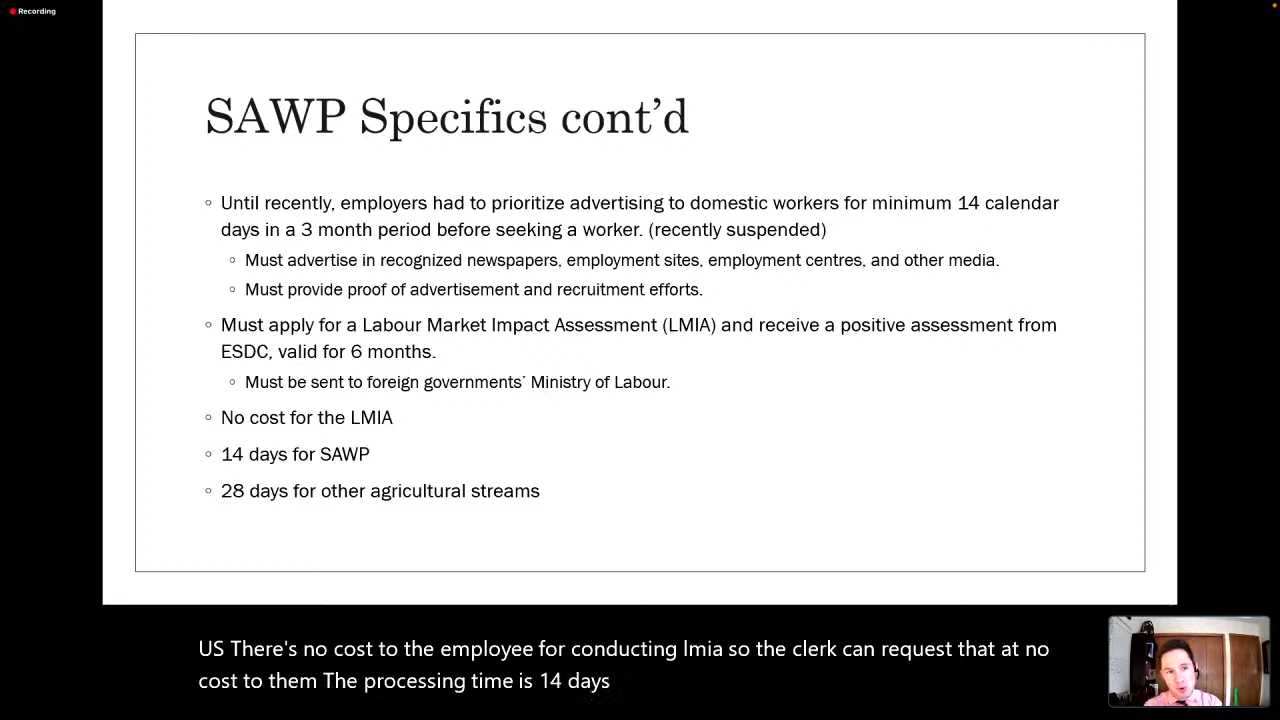 Recording
SAWP Specifics cont'd
Until recently, employers had to prioritize advertising to domestic workers for minimum 14 calendar
days in a 3 month period before seeking a worker. (recently suspended)
Must advertise in recognized newspapers, employment sites, employment centres, and other media.
Must provide proof of advertisement and recruitment efforts.
Must apply for a Labour Market Impact Assessment (LMIA) and receive a positive assessment from
ESDC, valid for 6 months.
Must be sent to foreign governments' Ministry of Labour.
No cost for the LMIA
14 days for SAWP
28 days for other agricultural streams
US There's no cost to the employee for conducting lmia so the clerk can request that at no
cost to them The processing time is 14 days